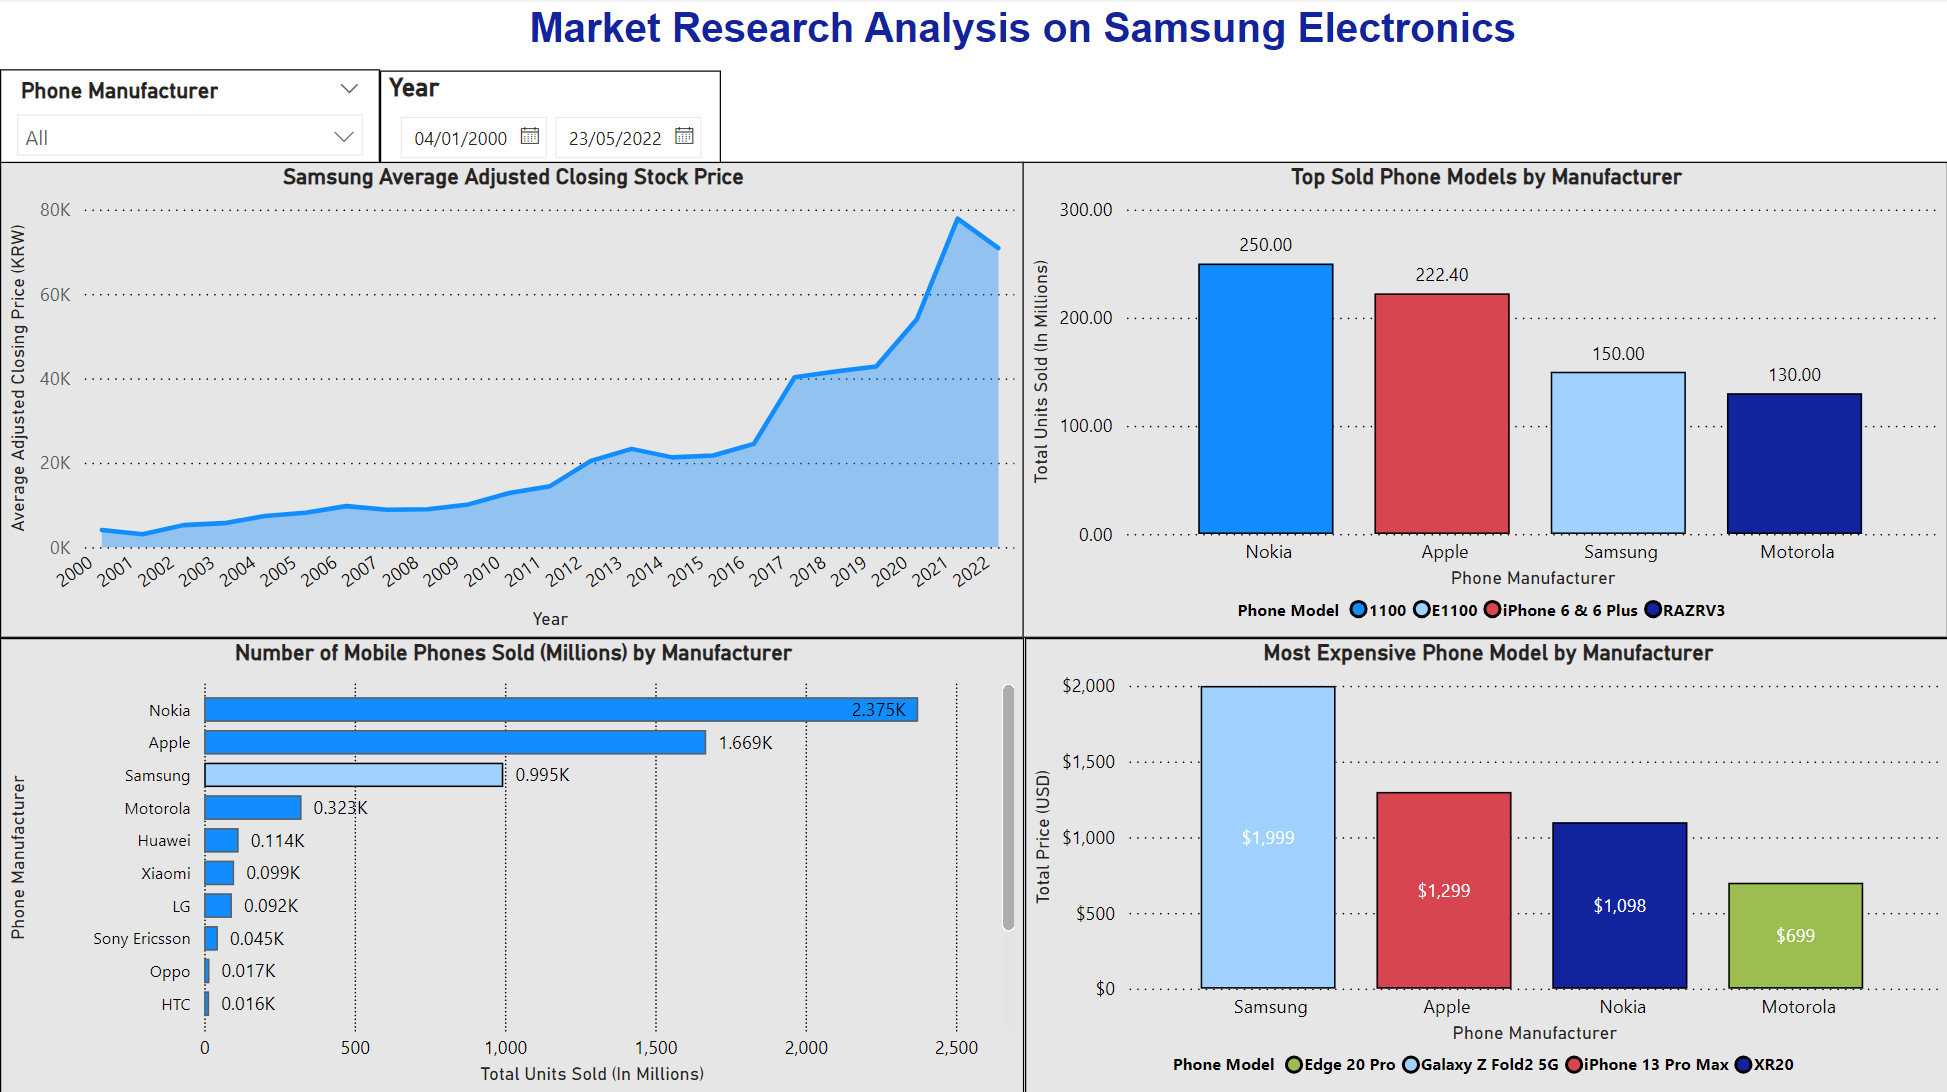 Market Research Analysis on Samsung Electronics
Phone Manufacturer
All
Year
04/01/2000
23/05/2022
Samsung Average Adjusted Closing Stock Price
Average Adjusted Closing Price (KRW)
80K
60K
40K
20K
0K
2000 2001 2002 2003 2004 2005 2006 2007 2008 2009 2010 2011 2012 2013 2014 2015 2016 2017 2018 2019 2020 2021 2022
Year
Top Sold Phone Models by Manufacturer
Total Units Sold (In Millions)
300.00
200.00
100.00
0.00
250.00
222.40
150.00
130.00
Nokia Apple Samsung Motorola
Phone Manufacturer
Phone Model 1100 E1100 iPhone 6 & 6 Plus RAZRV3
Number of Mobile Phones Sold (Millions) by Manufacturer
Phone Manufacturer
Nokia 2.375K
Apple 1.669K
Samsung 0.995K
Motorola 0.323K
Huawei 0.114K
Xiaomi 0.099K
LG 0.092K
Sony Ericsson 0.045K
Oppo 0.017K
HTC 0.016K
0 500 1,000 1,500 2,000 2,500
Total Units Sold (In Millions)
Most Expensive Phone Model by Manufacturer
Total Price (USD)
$2,000
$1,500
$1,000
$500
$0
$1,999
$1,299
$1,098
$699
Samsung Apple Nokia Motorola
Phone Manufacturer
Phone Model Edge 20 Pro Galaxy Z Fold2 5G iPhone 13 Pro Max XR20